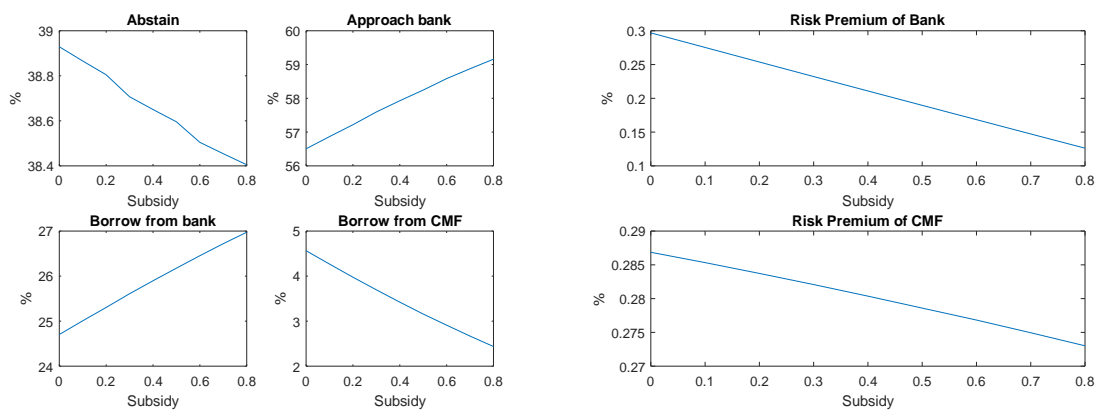 Abstain
39
38.8
38.6
38.4
%
0 0.2 0.4 0.6 0.8
Subsidy
Approach bank
60
59
58
57
56
%
0 0.2 0.4 0.6 0.8
Subsidy
Risk Premium of Bank
0.3
0.25
0.2
0.15
0.1
%
0 0.1 0.2 0.3 0.4 0.5 0.6 0.7 0.8
Subsidy
Borrow from bank
27
26
25
24
%
0 0.2 0.4 0.6 0.8
Subsidy
Borrow from CMF
5
4
3
2
%
0 0.2 0.4 0.6 0.8
Subsidy
Risk Premium of CMF
0.29
0.285
0.28
0.275
0.27
%
0 0.1 0.2 0.3 0.4 0.5 0.6 0.7 0.8
Subsidy